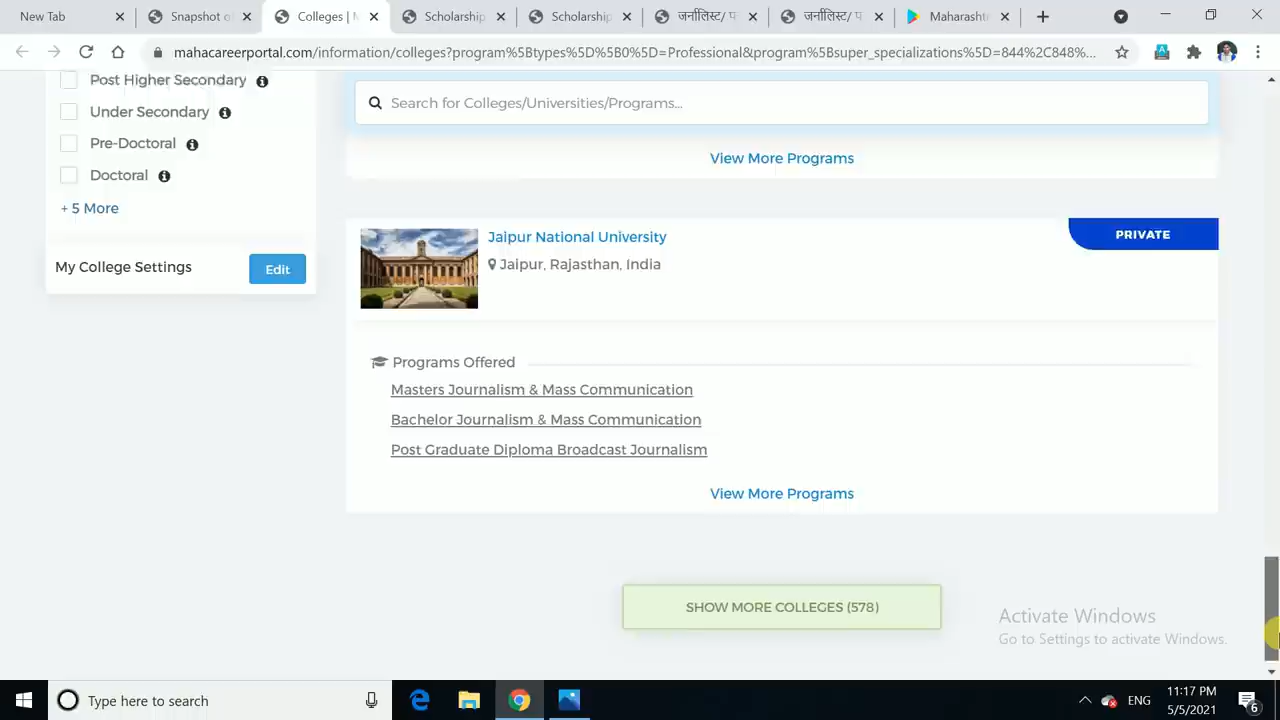 New Tab
Snapshot o
Colleges | M
Scholarship
Scholarship
जर्नालिस्ट/ प
जर्नालिस्ट/ प
Maharasht
mahacareerportal.com/information/colleges?program%5Btypes%5D%5B0%5D=Professional&program%5Bsuper_specializations%5D=844%2C848%...
Post Higher Secondary
Under Secondary
Pre-Doctoral
Doctoral
+ 5 More
My College Settings
Edit
Search for Colleges/Universities/Programs...
View More Programs
Jaipur National University
PRIVATE
Jaipur, Rajasthan, India
Programs Offered
Masters Journalism & Mass Communication
Bachelor Journalism & Mass Communication
Post Graduate Diploma Broadcast Journalism
View More Programs
SHOW MORE COLLEGES (578)
Activate Windows
Go to Settings to activate Windows.
Type here to search
ENG
11:17 PM
5/5/2021
6